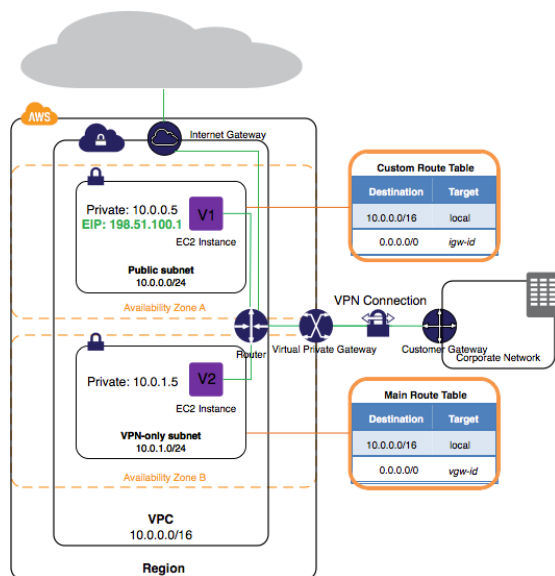 AWS
Internet Gateway
Private: 10.0.0.5
EIP: 198.51.100.1
V1
EC2 Instance
Public subnet
10.0.0.0/24
Availability Zone A
Custom Route Table
Destination Target
10.0.0.0/16 local
0.0.0.0/0 igw-id
VPN Connection
Router
Virtual Private Gateway
Customer Gateway
Corporate Network
Private: 10.0.1.5
V2
EC2 Instance
VPN-only subnet
10.0.1.0/24
Availability Zone B
Main Route Table
Destination Target
10.0.0.0/16 local
0.0.0.0/0 vgw-id
VPC
10.0.0.0/16
Region